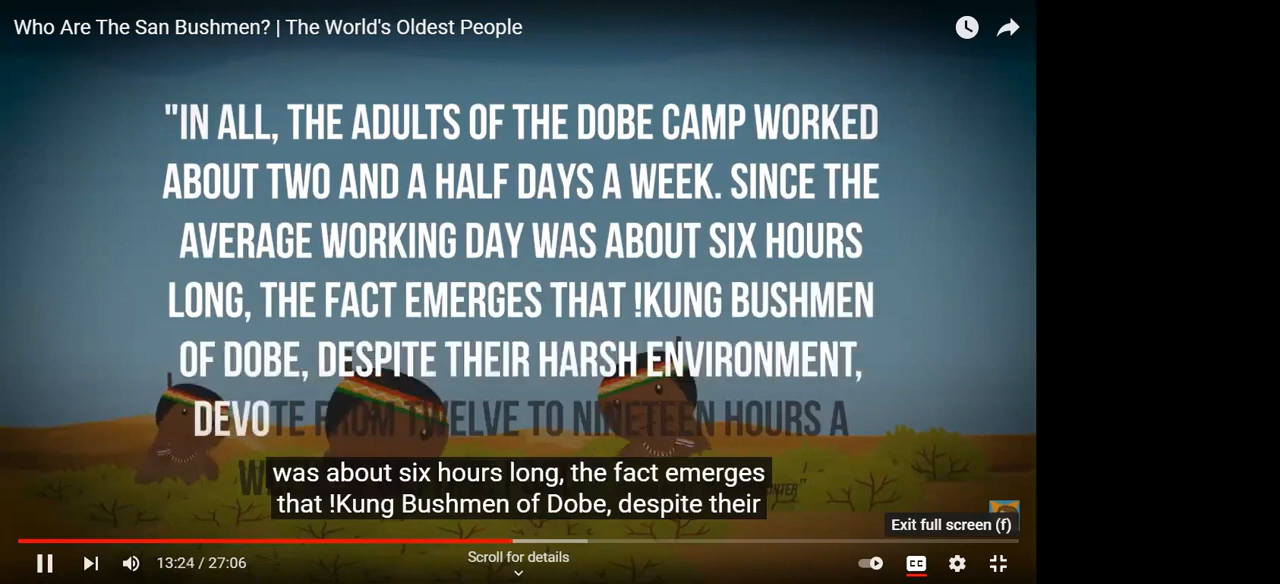 Who Are The San Bushmen? | The World's Oldest People
"IN ALL, THE ADULTS OF THE DOBE CAMP WORKED
ABOUT TWO AND A HALF DAYS A WEEK. SINCE THE
AVERAGE WORKING DAY WAS ABOUT SIX HOURS
LONG, THE FACT EMERGES THAT !KUNG BUSHMEN
OF DOBE, DESPITE THEIR HARSH ENVIRONMENT,
DEVOTE FROM TWELVE TO NINETEEN HOURS A
was about six hours long, the fact emerges
that !Kung Bushmen of Dobe, despite their
Exit full screen (f)
13:24 / 27:06
Scroll for details
CC